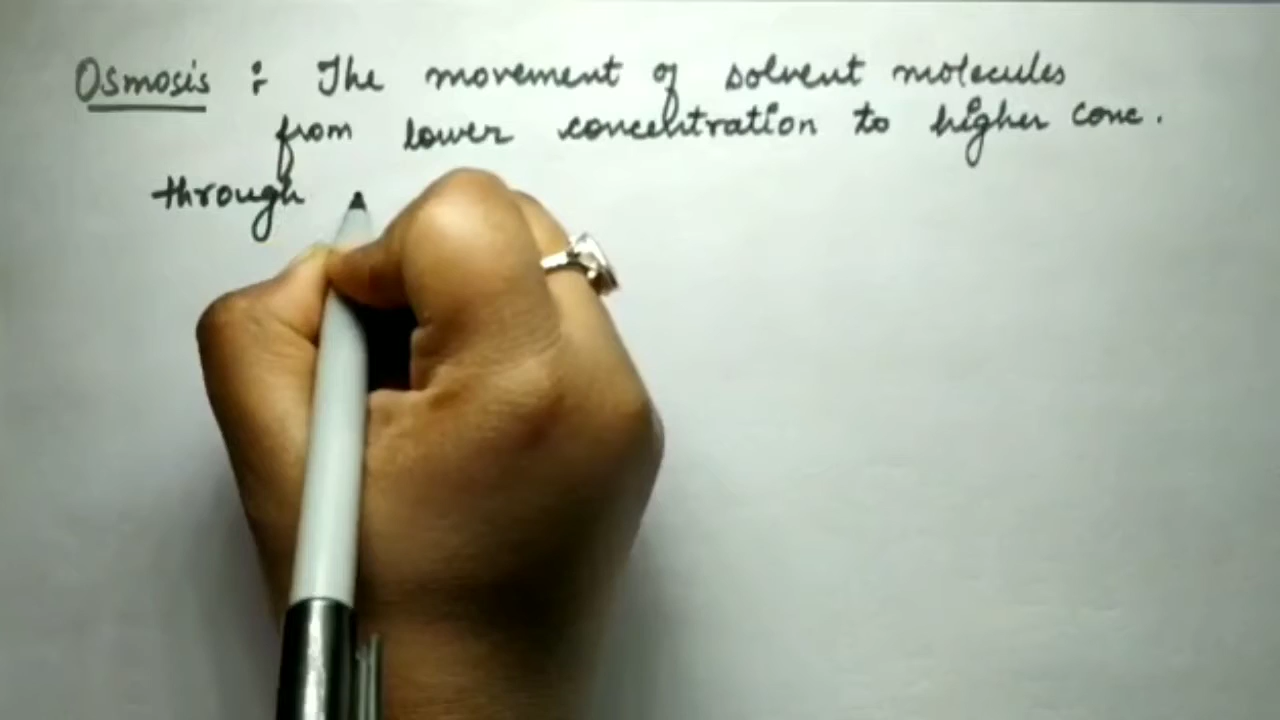 Osmosis : The movement of solvent molecules
from lower concentration to higher conc.
through